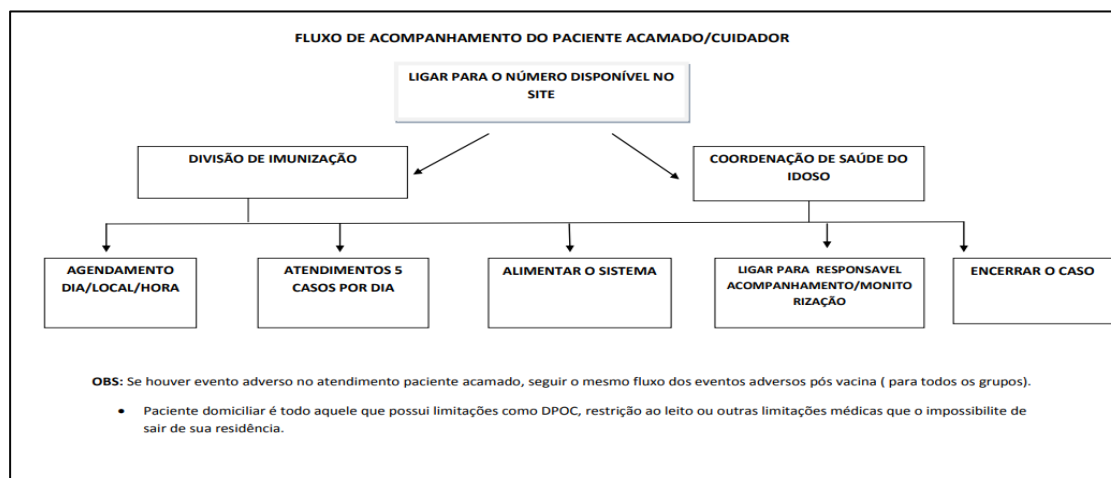 FLUXO DE ACOMPANHAMENTO DO PACIENTE ACAMADO/CUIDADOR
LIGAR PARA O NÚMERO DISPONÍVEL NO
SITE
DIVISÃO DE IMUNIZAÇÃO
COORDENAÇÃO DE SAÚDE DO
IDOSO
AGENDAMENTO
DIA/LOCAL/HORA
ATENDIMENTOS 5
CASOS POR DIA
ALIMENTAR O SISTEMA
LIGAR PARA RESPONSAVEL
ACOMPANHAMENTO/MONITO
RIZAÇÃO
ENCERRAR O CASO
OBS: Se houver evento adverso no atendimento paciente acamado, seguir o mesmo fluxo dos eventos adversos pós vacina ( para todos os grupos).
• Paciente domiciliar é todo aquele que possui limitações como DPOC, restrição ao leito ou outras limitações médicas que o impossibilite de
sair de sua residência.